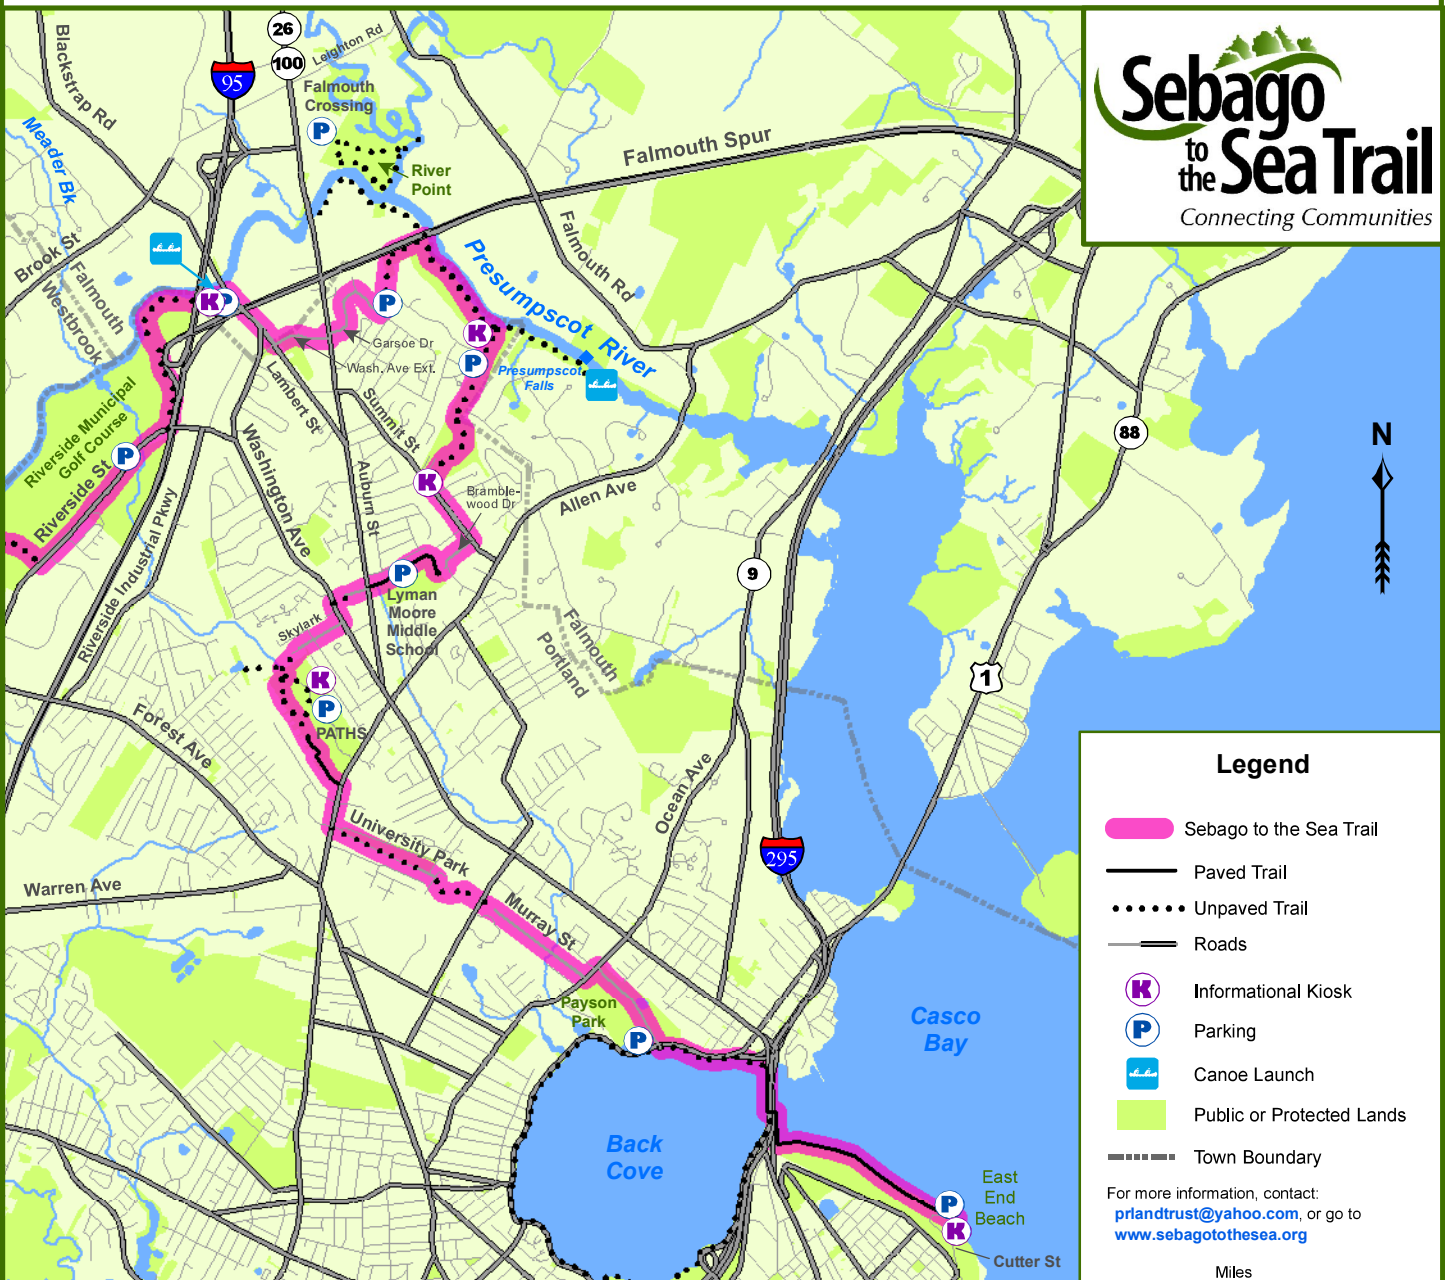 Sebago
to
the Sea Trail
Connecting Communities
26
100
Leighton Rd
95
Blackstrap Rd
Falmouth
Crossing
P
Meader Bk
River
Point
Falmouth Spur
Brook St
Falmouth
Westbrook
Falmouth Rd
Presumpscot River
K
P
P
Garsoe Dr
Wash. Ave Ext.
K
P
Presumpscot
Falls
Lambert St
Summit St
Riverside Municipal
Golf Course
P
Riverside St
Washington Ave
Auburn St
K
Bramble-
wood Dr
Allen Ave
88
N
Riverside Industrial Pkwy
P
Lyman
Moore
Middle
School
9
Skylark
Falmouth
Portland
K
P
PATHS
1
Forest Ave
Ocean Ave
University Park
295
Warren Ave
Murray St
Payson
Park
P
Casco
Bay
Back
Cove
East
End
Beach
P
K
Cutter St
Legend
Sebago to the Sea Trail
Paved Trail
Unpaved Trail
Roads
K
Informational Kiosk
P
Parking
Canoe Launch
Public or Protected Lands
Town Boundary
For more information, contact:
prlandtrust@yahoo.com, or go to
www.sebagotothesea.org
Miles